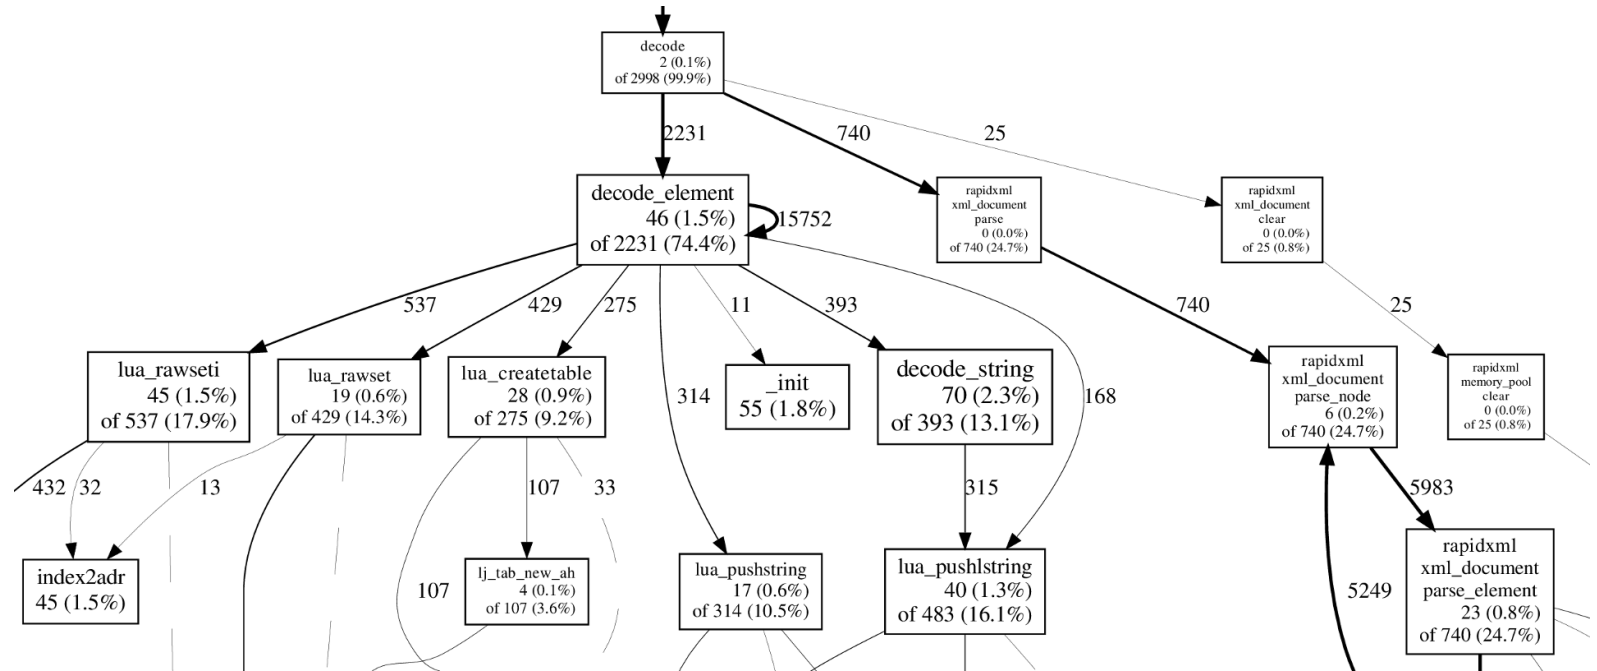 decode
2 (0.1%)
of 2998 (99.9%)
2231
740
25
decode_element
46 (1.5%)
of 2231 (74.4%)
15752
rapidxml
xml_document
parse
0 (0.0%)
of 740 (24.7%)
rapidxml
xml_document
clear
0 (0.0%)
of 25 (0.8%)
537
429
275
11
393
740
25
lua_rawseti
45 (1.5%)
of 537 (17.9%)
lua_rawset
19 (0.6%)
of 429 (14.3%)
lua_createtable
28 (0.9%)
of 275 (9.2%)
314
_init
55 (1.8%)
decode_string
70 (2.3%)
of 393 (13.1%)
168
rapidxml
xml_document
parse_node
6 (0.2%)
of 740 (24.7%)
rapidxml
memory_pool
clear
0 (0.0%)
of 25 (0.8%)
432
32
13
107
33
315
5983
index2adr
45 (1.5%)
107
lj_tab_new_ah
4 (0.1%)
of 107 (3.6%)
lua_pushstring
17 (0.6%)
of 314 (10.5%)
lua_pushlstring
40 (1.3%)
of 483 (16.1%)
5249
rapidxml
xml_document
parse_element
23 (0.8%)
of 740 (24.7%)